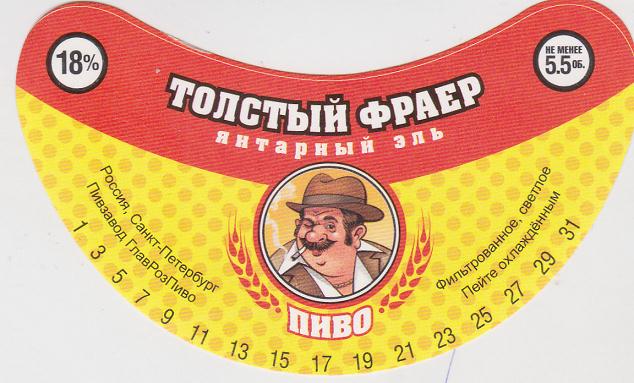 18%
НЕ МЕНЕЕ
5.5 ОБ.
ТОЛСТЫЙ ФРАЕР
янтарный эль
Россия, Санкт-Петербург
Пивзавод ГлавРозПиво
Фильтрованное, светлое
Пейте охлаждённым
ПИВО
1 3 5 7 9 11 13 15 17 19 21 23 25 27 29 31